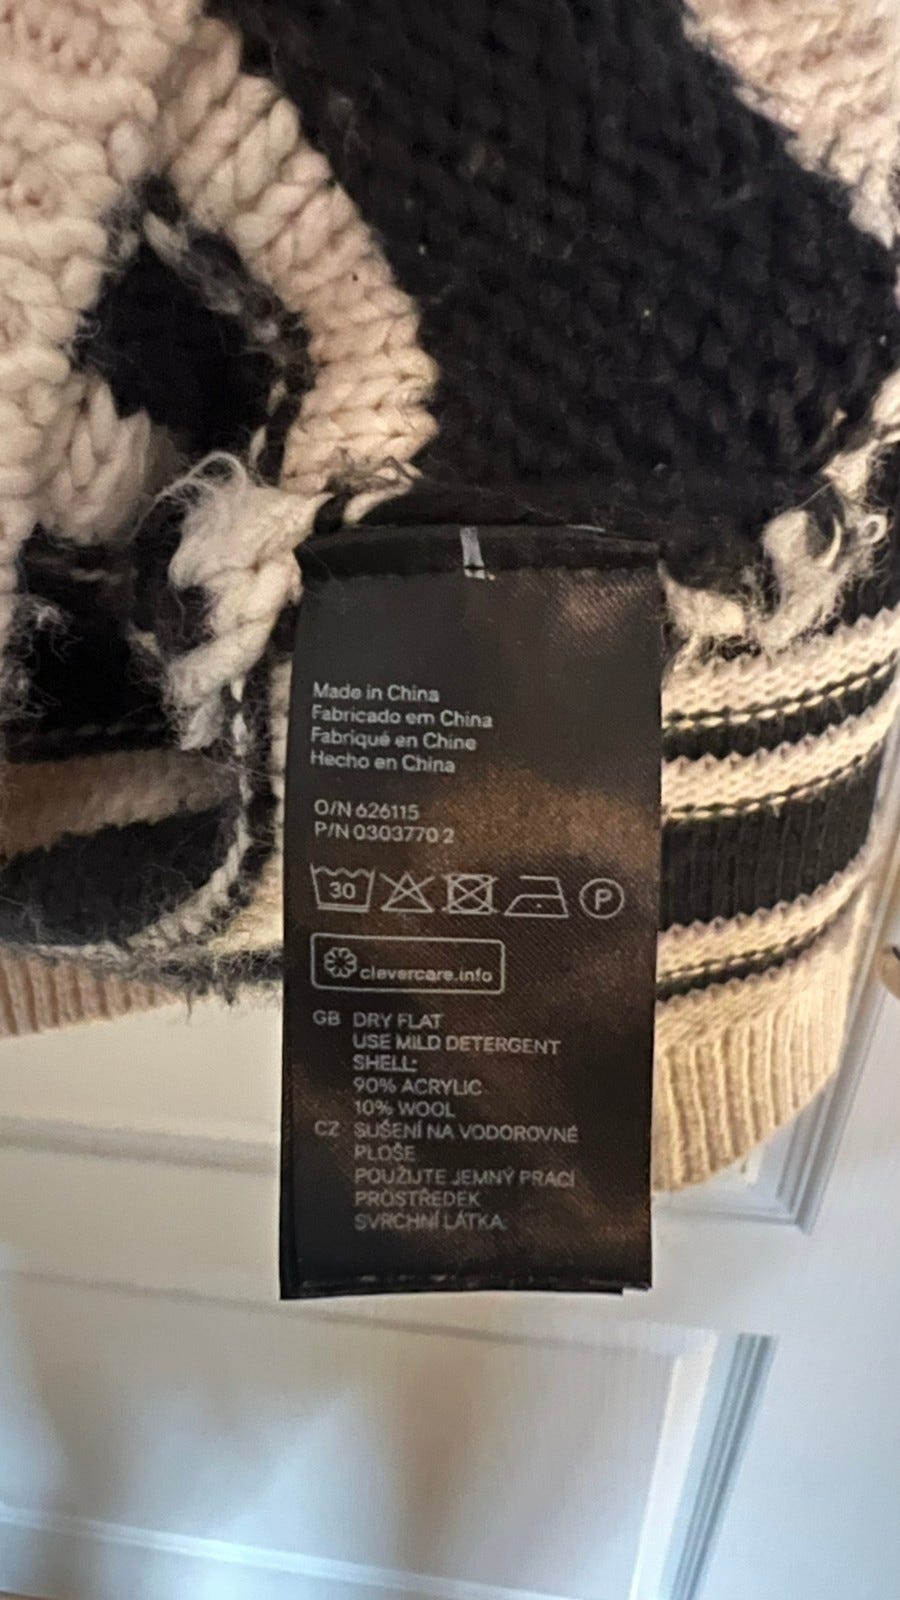 Made in China
Fabricado em China
Fabriqué en Chine
Hecho en China
O/N 626115
P/N 0303770 2
30 P
clevercare.info
GB DRY FLAT
USE MILD DETERGENT
SHELL:
90% ACRYLIC
10% WOOL
CZ SUŠENÍ NA VODOROVNÉ
PLOŠE
POUŽIJTE JEMNÝ PRACÍ
PROSTŘEDEK
SVRCHNÍ LÁTKA: